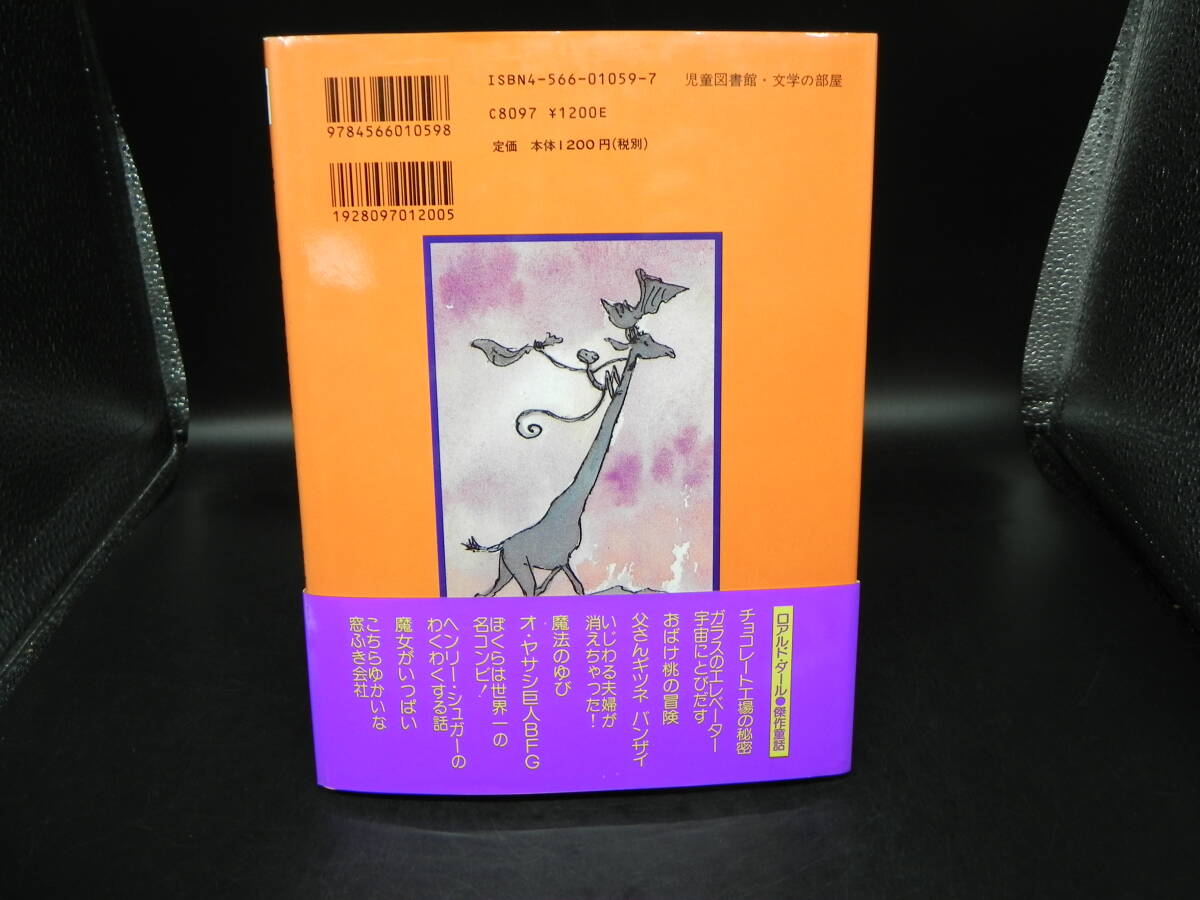 ISBN4-566-01059-7
児童図書館・文学の部屋
C8097 ¥1200E
定価 本体1200円(税別)
9784566010598
1928097012005
ロアルド・ダール●傑作童話
チョコレート工場の秘密
ガラスのエレベーター
宇宙にとびだす
おばけ桃の冒険
父さんギツネ バンザイ
いじわる夫婦が
消えちゃった!
魔法のゆび
オ・ヤサシ巨人BFG
ぼくらは世界一の
名コンビ!
ヘンリー・シュガーの
わくわくする話
魔女がいっぱい
こちらゆかいな
窓ふき会社